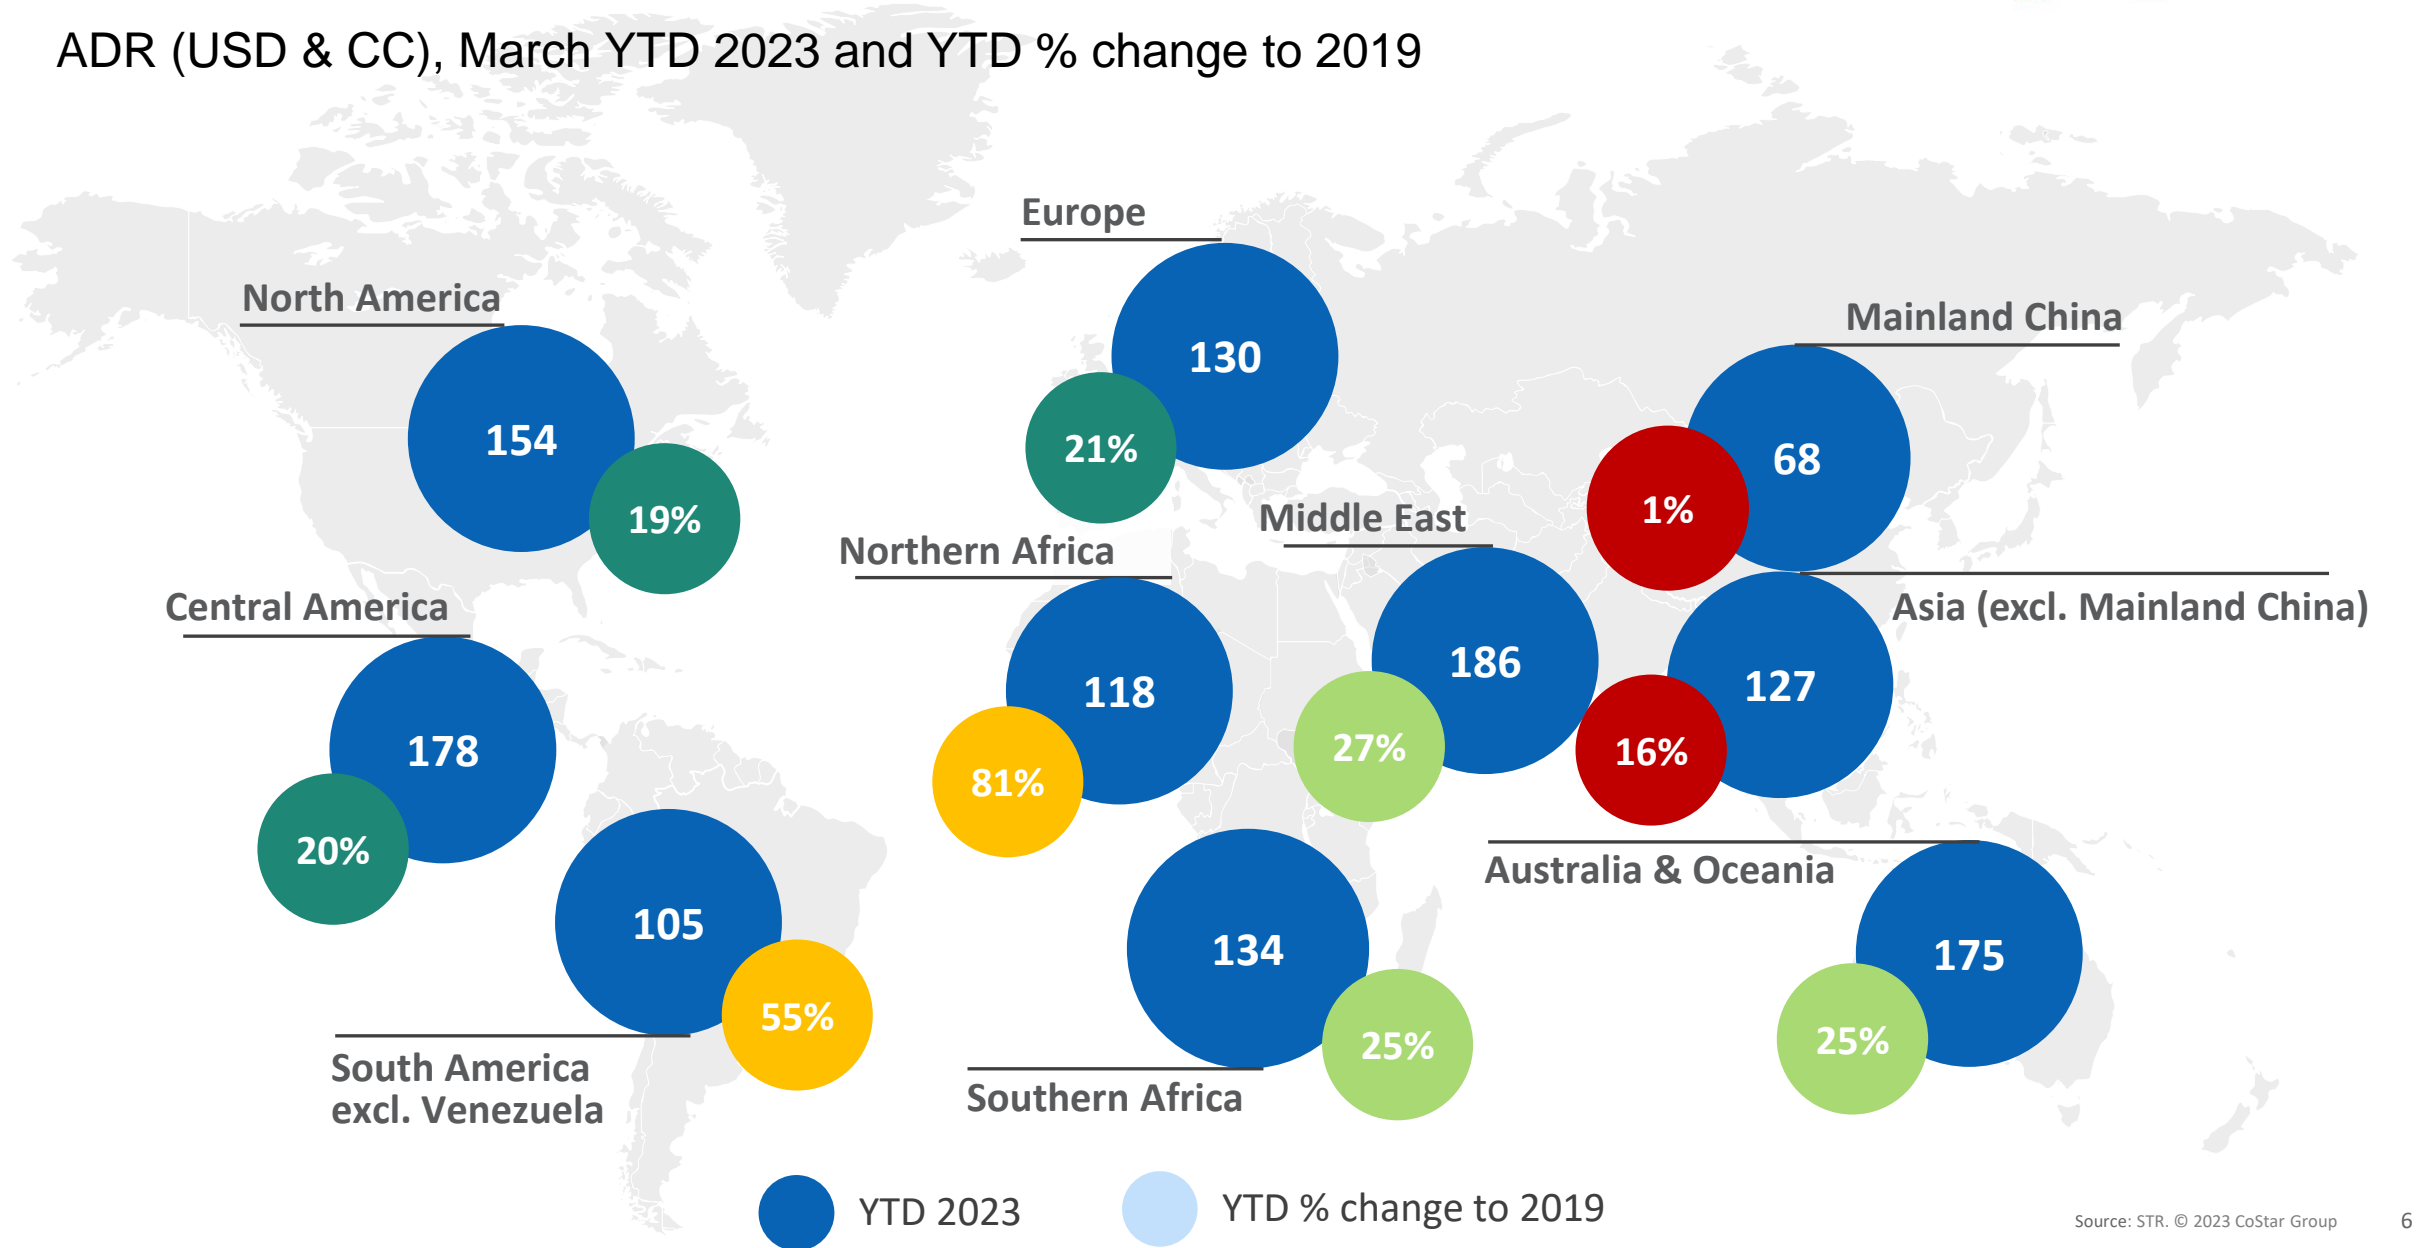 ADR (USD & CC), March YTD 2023 and YTD % change to 2019
Europe
130
21%
North America
154
19%
Mainland China
68
1%
Middle East
186
27%
Northern Africa
118
81%
Central America
178
20%
Asia (excl. Mainland China)
127
16%
Australia & Oceania
175
25%
105
55%
South America
excl. Venezuela
134
25%
Southern Africa
YTD 2023
YTD % change to 2019
Source: STR. © 2023 CoStar Group
6